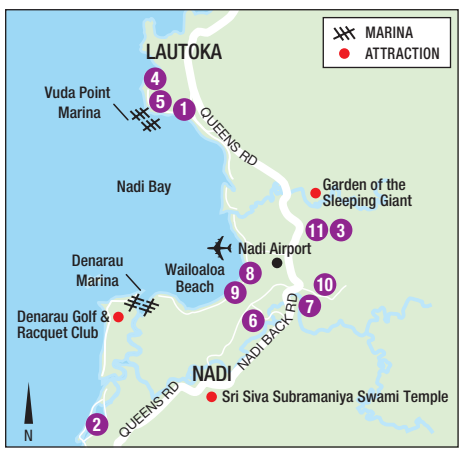 MARINA
ATTRACTION
LAUTOKA
4
Vuda Point
Marina
5
1
QUEENS RD
Nadi Bay
Garden of the
Sleeping Giant
11
3
Nadi Airport
Denarau
Marina
Wailoaloa
Beach
8
9
10
7
Denarau Golf &
Racquet Club
6
NADI BACK RD
NADI
QUEENS RD
Sri Siva Subramaniya Swami Temple
2
N